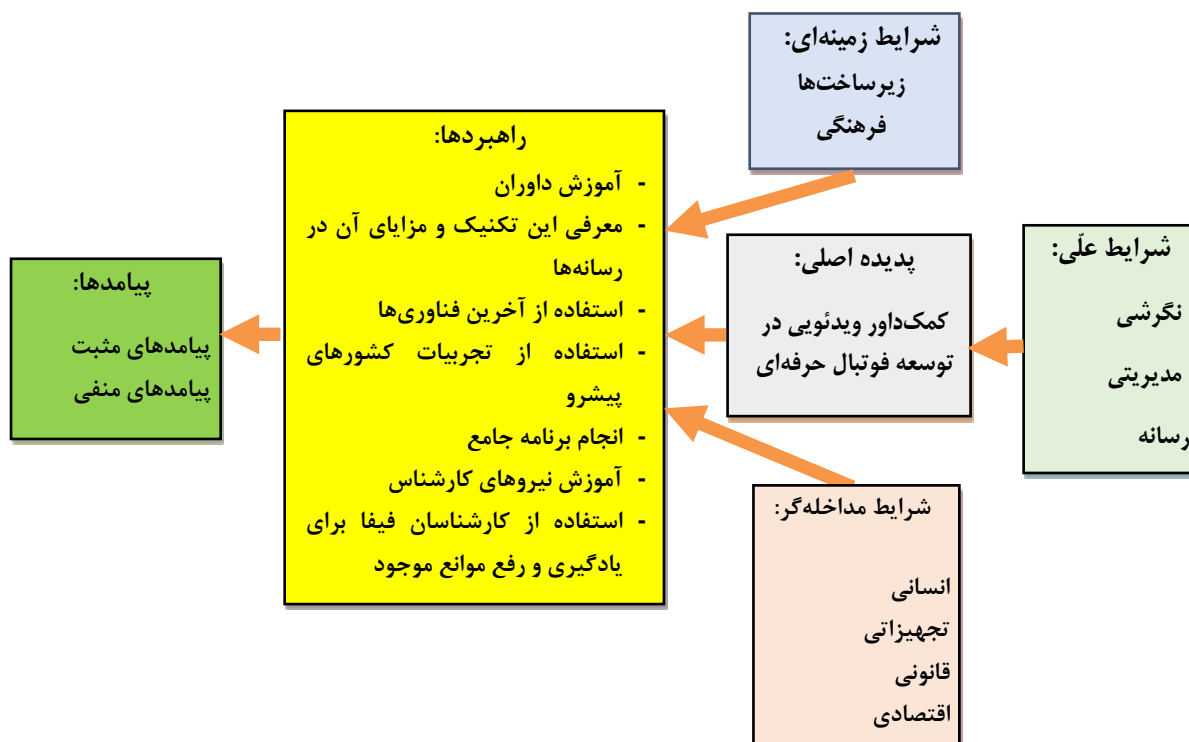 شرایط زمینه‌ای:
زیرساخت‌ها
فرهنگی
شرایط علّی:
نگرشی
مدیریتی
رسانه
پدیده اصلی:
کمک‌داور ویدئویی در
توسعه فوتبال حرفه‌ای
شرایط مداخله‌گر:
انسانی
تجهیزاتی
قانونی
اقتصادی
راهبردها:
- آموزش داوران
- معرفی این تکنیک و مزایای آن در
رسانه‌ها
- استفاده از آخرین فناوری‌ها
- استفاده از تجربیات کشورهای
پیشرو
- انجام برنامه جامع
- آموزش نیروهای کارشناس
- استفاده از کارشناسان فیفا برای
یادگیری و رفع موانع موجود
پیامدها:
پیامدهای مثبت
پیامدهای منفی